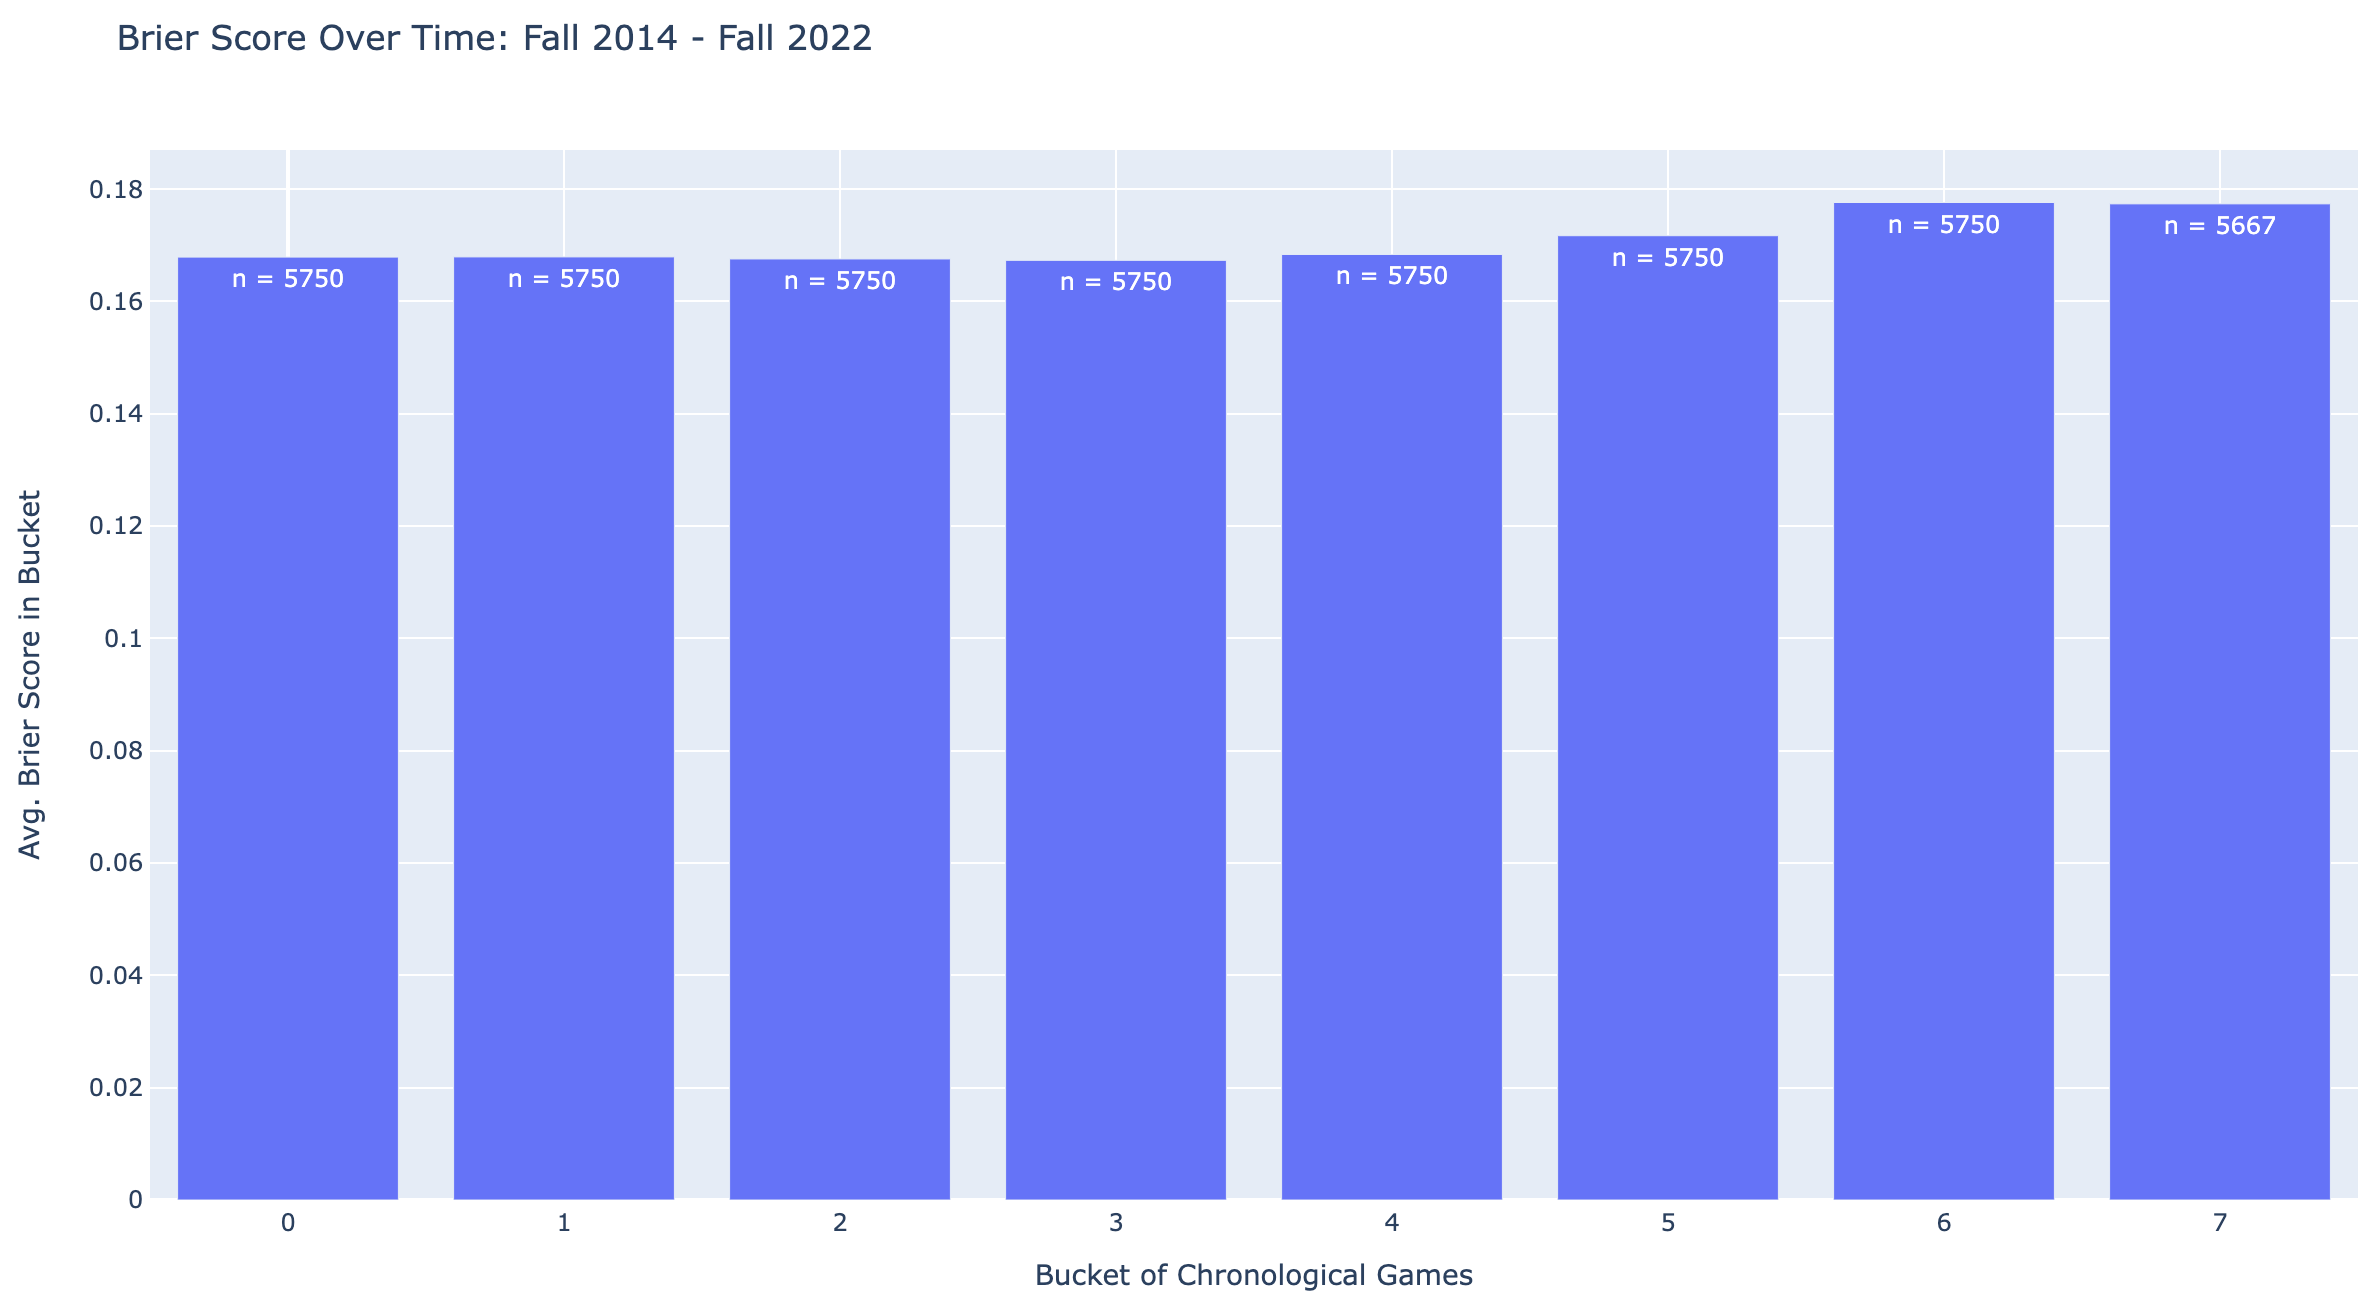 Brier Score Over Time: Fall 2014 - Fall 2022
Avg. Brier Score in Bucket
0.18
0.16
0.14
0.12
0.1
0.08
0.06
0.04
0.02
0
n = 5750
n = 5750
n = 5750
n = 5750
n = 5750
n = 5750
n = 5750
n = 5667
0 1 2 3 4 5 6 7
Bucket of Chronological Games